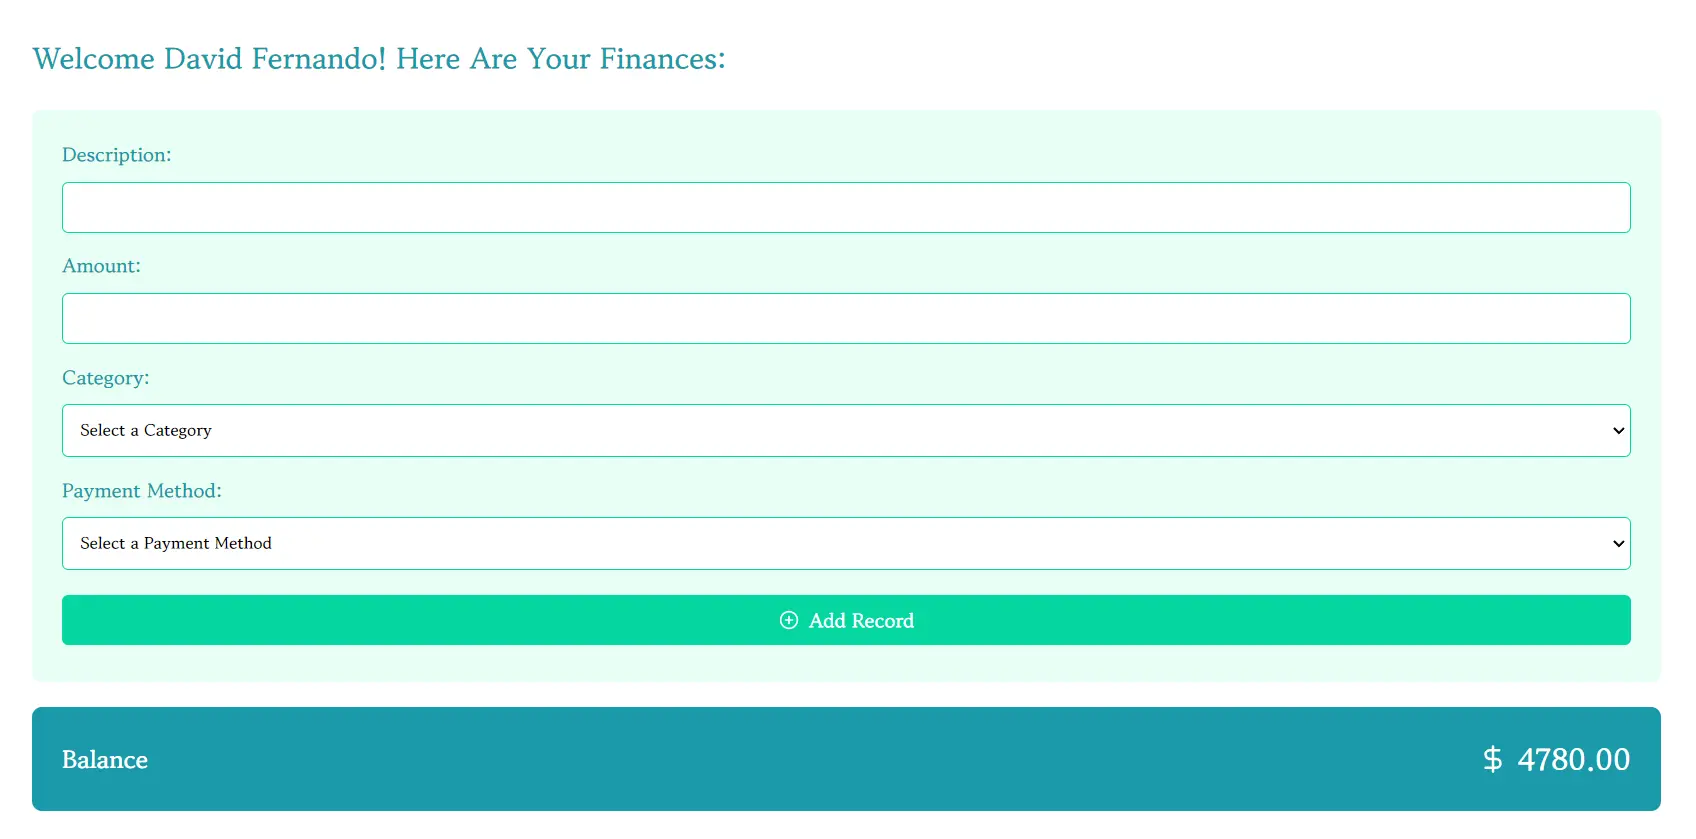 Welcome David Fernando! Here Are Your Finances:
Description:
Amount:
Category:
Select a Category
Payment Method:
Select a Payment Method
Add Record
Balance $ 4780.00